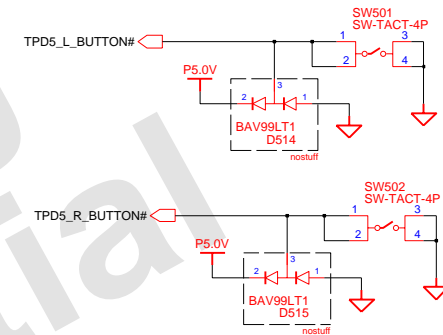 SW501
SW-TACT-4P
TPD5_L_BUTTON#
1 3
2 4
P5.0V
3
2 1
BAV99LT1
D514
nostuff
SW502
SW-TACT-4P
TPD5_R_BUTTON#
1 3
2 4
P5.0V
3
2 1
BAV99LT1
D515
nostuff
tial